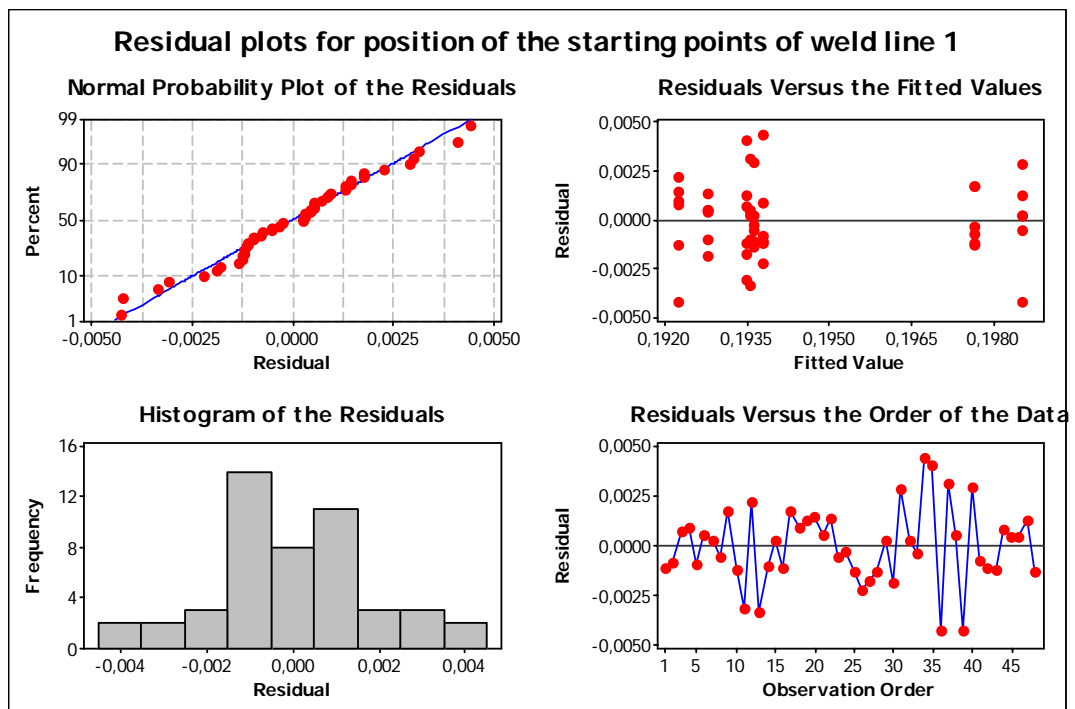 Residual plots for position of the starting points of weld line 1
Normal Probability Plot of the Residuals
99
90
50
10
1
Percent
-0,0050 -0,0025 0,0000 0,0025 0,0050
Residual
Residuals Versus the Fitted Values
0,0050
0,0025
0,0000
-0,0025
-0,0050
Residual
0,1920 0,1935 0,1950 0,1965 0,1980
Fitted Value
Histogram of the Residuals
16
12
8
4
0
Frequency
-0,004 -0,002 0,000 0,002 0,004
Residual
Residuals Versus the Order of the Data
0,0050
0,0025
0,0000
-0,0025
-0,0050
Residual
1 5 10 15 20 25 30 35 40 45
Observation Order